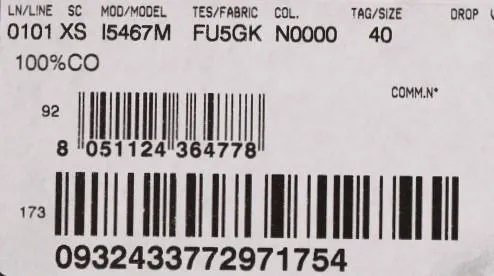 LN/LINE SC MOD/MODEL TES/FABRIC COL. TAG/SIZE DROP
0101 XS I5467M FU5GK N0000 40
100%CO
COMM.N°
92
8 051124 364778
173
0932433772971754